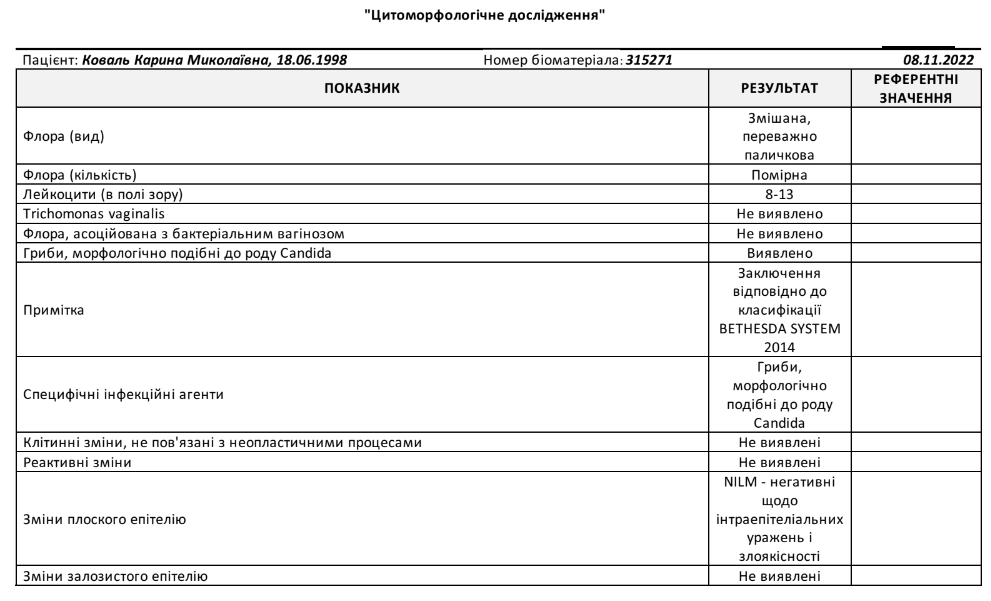 "Цитоморфологічне дослідження"
Пацієнт: Коваль Карина Миколаївна, 18.06.1998 Номер біоматеріала: 315271 08.11.2022
ПОКАЗНИК РЕЗУЛЬТАТ РЕФЕРЕНТНІ
ЗНАЧЕННЯ
Флора (вид) Змішана,
переважно
паличкова
Флора (кількість) Помірна
Лейкоцити (в полі зору) 8-13
Trichomonas vaginalis Не виявлено
Флора, асоційована з бактеріальним вагінозом Не виявлено
Гриби, морфологічно подібні до роду Candida Виявлено
Примітка Заключення
відповідно до
класифікації
BETHESDA SYSTEM
2014
Специфічні інфекційні агенти Гриби,
морфологічно
подібні до роду
Candida
Клітинні зміни, не пов'язані з неопластичними процесами Не виявлені
Реактивні зміни Не виявлені
Зміни плоского епітелію NILM - негативні
щодо
інтраепітеліальних
уражень і
злоякісності
Зміни залозистого епітелію Не виявлені